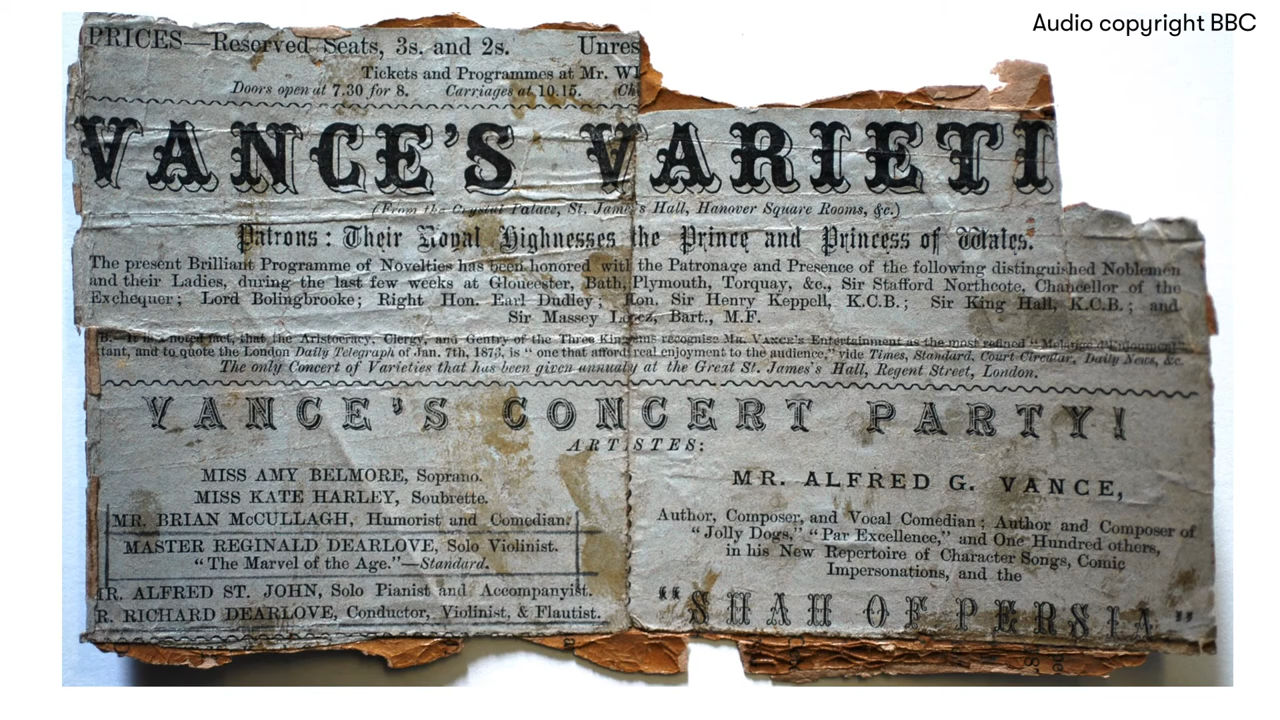 Audio copyright BBC
PRICES—Reserved Seats, 3s. and 2s. Unres
Tickets and Programmes at Mr. WI
Doors open at 7.30 for 8. Carriages at 10.15. Ch
VANCE'S VARIETI
(From the Crystal Palace, St. James's Hall, Hanover Square Rooms, &c.)
Patrons: Their Royal Highnesses the Prince and Princess of Wales.
The present Brilliant Programme of Novelties has been honored with the Patronage and Presence of the following distinguished Noblemen
and their Ladies, during the last few weeks at Gloucester, Bath, Plymouth, Torquay, &c., Sir Stafford Northcote, Chancellor of the
Exchequer; Lord Bolingbrooke; Right Hon. Earl Dudley; Hon. Sir Henry Keppell, K.C.B.; Sir King Hall, K.C.B.; and
Sir Massey Lopez, Bart., M.F.
B.—It is a noted fact, that the Aristocracy, Clergy, and Gentry of the Three Kingdoms recognise MR. VANCE'S Entertainment as the most refined
tant, and to quote the London Daily Telegraph of Jan. 7th, 1873, is "one that affords real enjoyment to the audience," vide Times, Standard, Court Circular, Daily News, &c.
The only Concert of Varieties that has been given annualy at the Great St. James's Hall, Regent Street, London.
VANCE'S CONCERT PARTY!
ARTISTES:
MISS AMY BELMORE, Soprano.
MISS KATE HARLEY, Soubrette.
MR. BRIAN McCULLAGH, Humorist and Comedian.
MASTER REGINALD DEARLOVE, Solo Violinist.
"The Marvel of the Age."—Standard.
R. ALFRED ST. JOHN, Solo Pianist and Accompanyist.
R. RICHARD DEARLOVE, Conductor, Violinist, & Flautist.
MR. ALFRED G. VANCE,
Author, Composer, and Vocal Comedian; Author and Composer of
"Jolly Dogs," "Par Excellence," and One Hundred others,
in his New Repertoire of Character Songs, Comic
Impersonations, and the
"SHAH OF PERSIA"